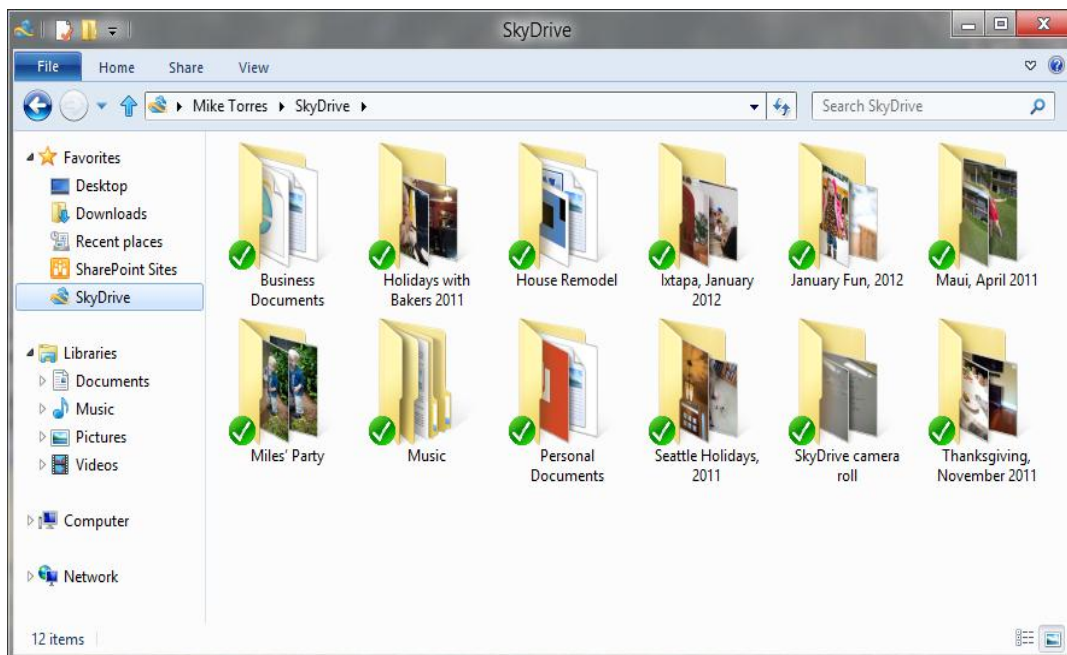 SkyDrive
File Home Share View
Mike Torres SkyDrive Search SkyDrive
Favorites
Desktop
Downloads
Recent places
SharePoint Sites
SkyDrive
Libraries
Documents
Music
Pictures
Videos
Computer
Network
Business
Documents
Holidays with
Bakers 2011
House Remodel
Ixtapa, January
2012
January Fun, 2012
Maui, April 2011
Miles' Party
Music
Personal
Documents
Seattle Holidays,
2011
SkyDrive camera
roll
Thanksgiving,
November 2011
12 items